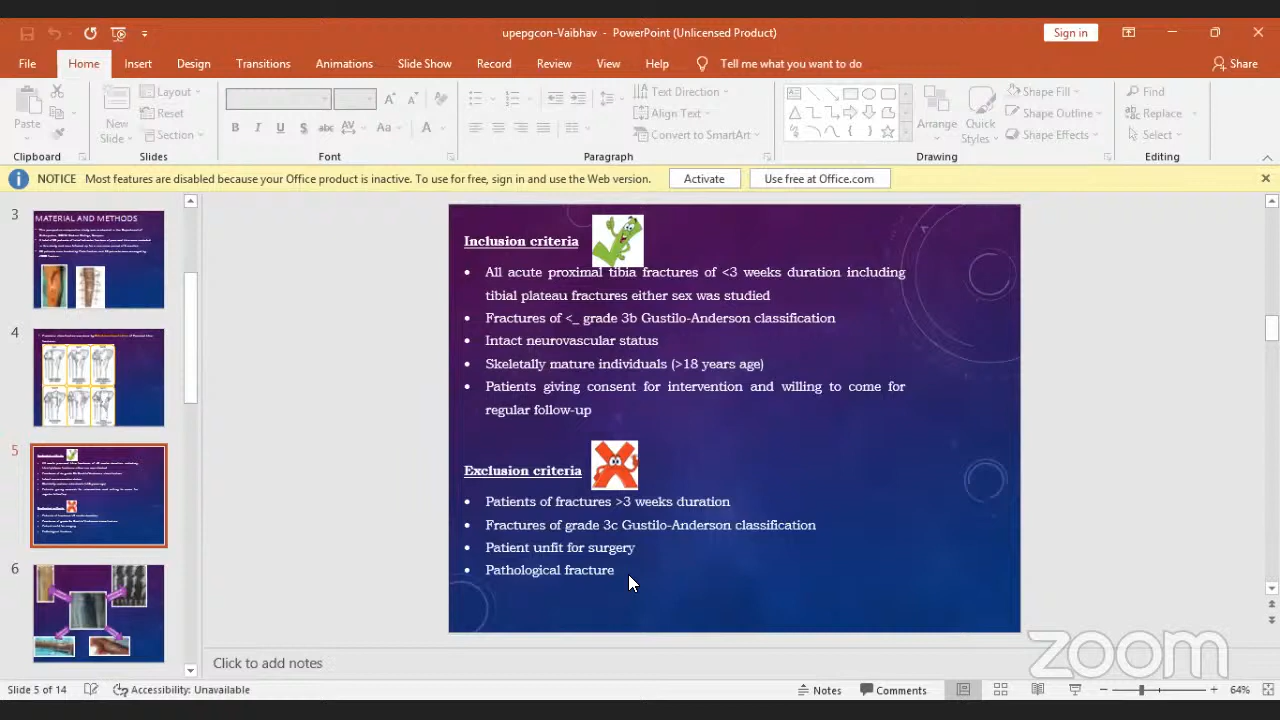 upepgcon-Vaibhav - PowerPoint (Unlicensed Product)
Sign in
File Home Insert Design Transitions Animations Slide Show Record Review View Help Tell me what you want to do Share
Paste
New Slide
Layout
Reset
Section
B I U S abc AV Aa A
Text Direction
Align Text
Convert to SmartArt
Arrange
Quick Styles
Shape Fill
Shape Outline
Shape Effects
Find
Replace
Select
Clipboard Slides Font Paragraph Drawing Editing
NOTICE Most features are disabled because your Office product is inactive. To use for free, sign in and use the Web version. Activate Use free at Office.com
3
MATERIAL AND METHODS
4
5
6
Inclusion criteria
• All acute proximal tibia fractures of <3 weeks duration including
tibial plateau fractures either sex was studied
• Fractures of <_ grade 3b Gustilo-Anderson classification
• Intact neurovascular status
• Skeletally mature individuals (>18 years age)
• Patients giving consent for intervention and willing to come for
regular follow-up
Exclusion criteria
• Patients of fractures >3 weeks duration
• Fractures of grade 3c Gustilo-Anderson classification
• Patient unfit for surgery
• Pathological fracture
zoom
Click to add notes
Slide 5 of 14 Accessibility: Unavailable Notes Comments 64%